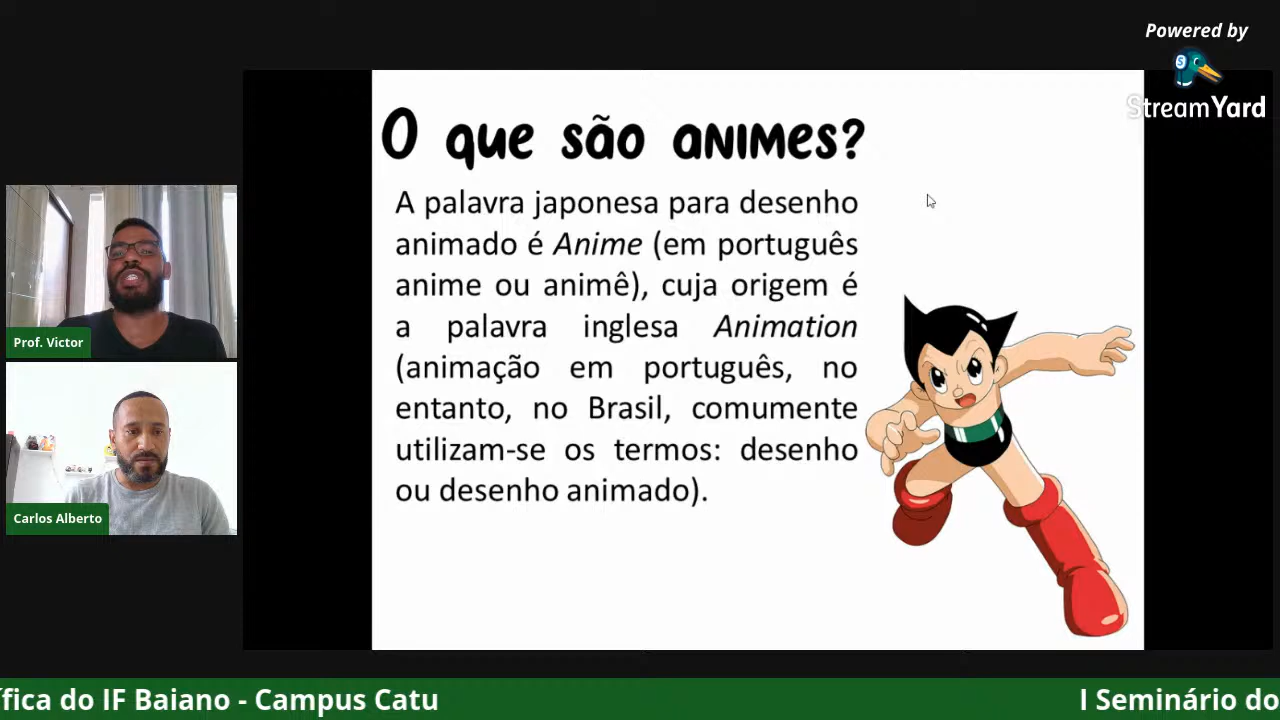 Powered by
S
StreamYard
O que são ANIMES?
A palavra japonesa para desenho
animado é Anime (em português
anime ou animê), cuja origem é
a palavra inglesa Animation
(animação em português, no
entanto, no Brasil, comumente
utilizam-se os termos: desenho
ou desenho animado).
Prof. Victor
Carlos Alberto
ífica do IF Baiano - Campus Catu
I Seminário do